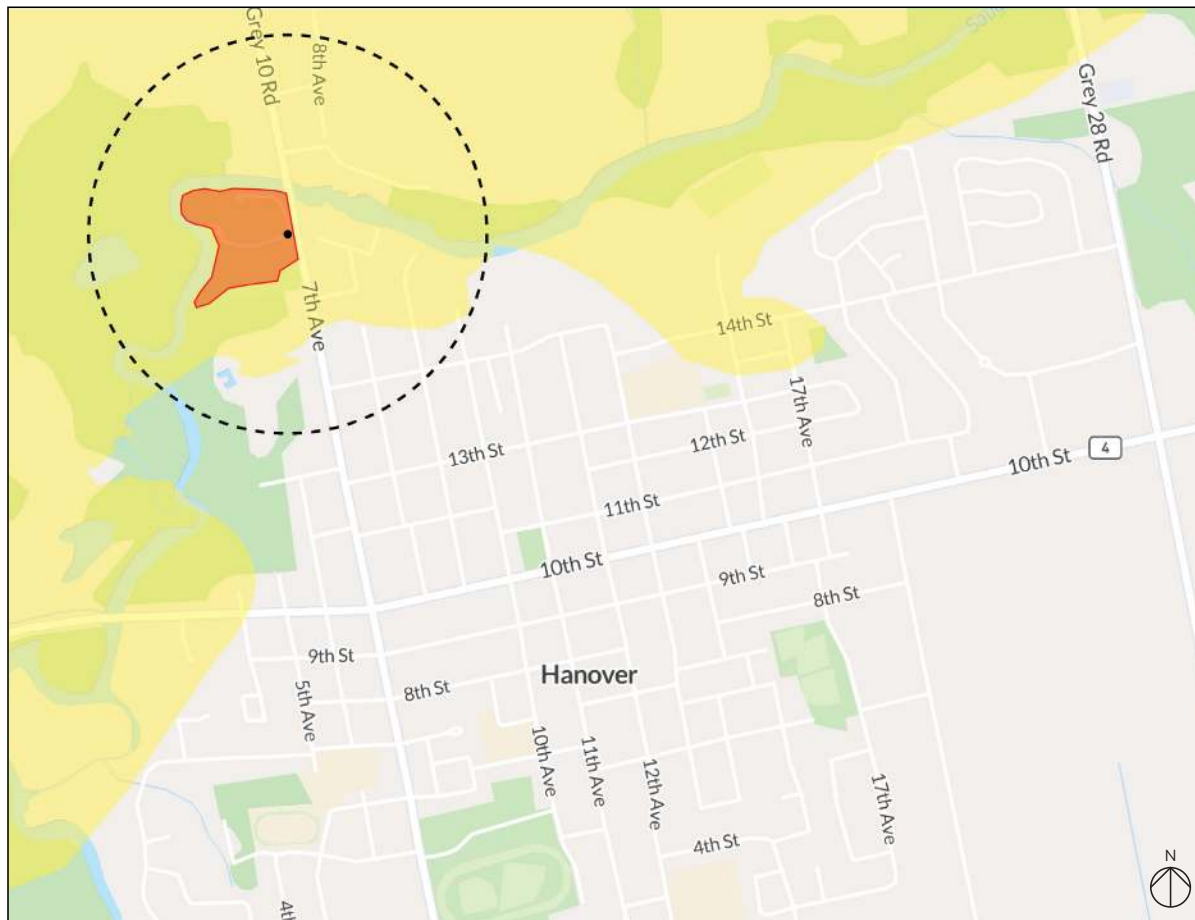 Grey 10 Rd
8th Ave
Grey 28 Rd
7th Ave
14th St
17th Ave
13th St
12th St
10th St
4
11th St
10th St
9th St
8th St
9th St
Hanover
8th St
5th Ave
10th Ave
11th Ave
12th Ave
17th Ave
4th St
N